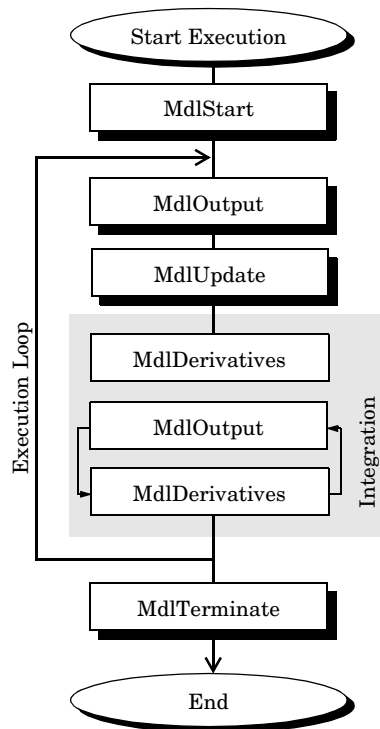 Start Execution
MdlStart
MdlOutput
MdlUpdate
MdlDerivatives
MdlOutput
MdlDerivatives
Execution Loop
Integration
MdlTerminate
End